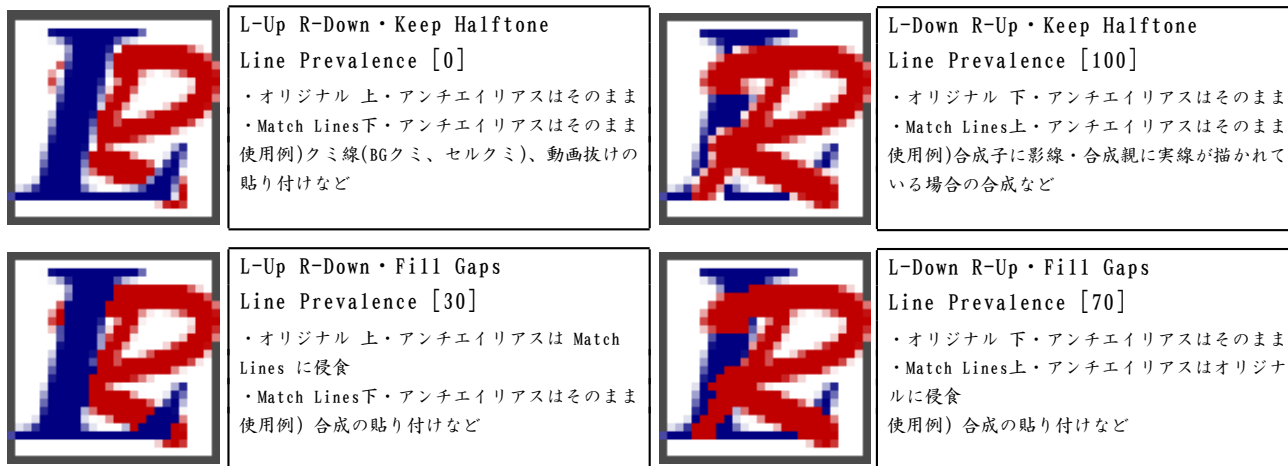 L-Up R-Down・Keep Halftone
Line Prevalence [0]
・オリジナル 上・アンチエイリアスはそのまま
・Match Lines下・アンチエイリアスはそのまま
使用例)クミ線(BGクミ、セルクミ)、動画抜けの
貼り付けなど
L-Down R-Up・Keep Halftone
Line Prevalence [100]
・オリジナル 下・アンチエイリアスはそのまま
・Match Lines上・アンチエイリアスはそのまま
使用例)合成子に影線・合成親に実線が描かれて
いる場合の合成など
L-Up R-Down・Fill Gaps
Line Prevalence [30]
・オリジナル 上・アンチエイリアスは Match
Lines に侵食
・Match Lines下・アンチエイリアスはそのまま
使用例) 合成の貼り付けなど
L-Down R-Up・Fill Gaps
Line Prevalence [70]
・オリジナル 下・アンチエイリアスはそのまま
・Match Lines上・アンチエイリアスはオリジナ
ルに侵食
使用例) 合成の貼り付けなど